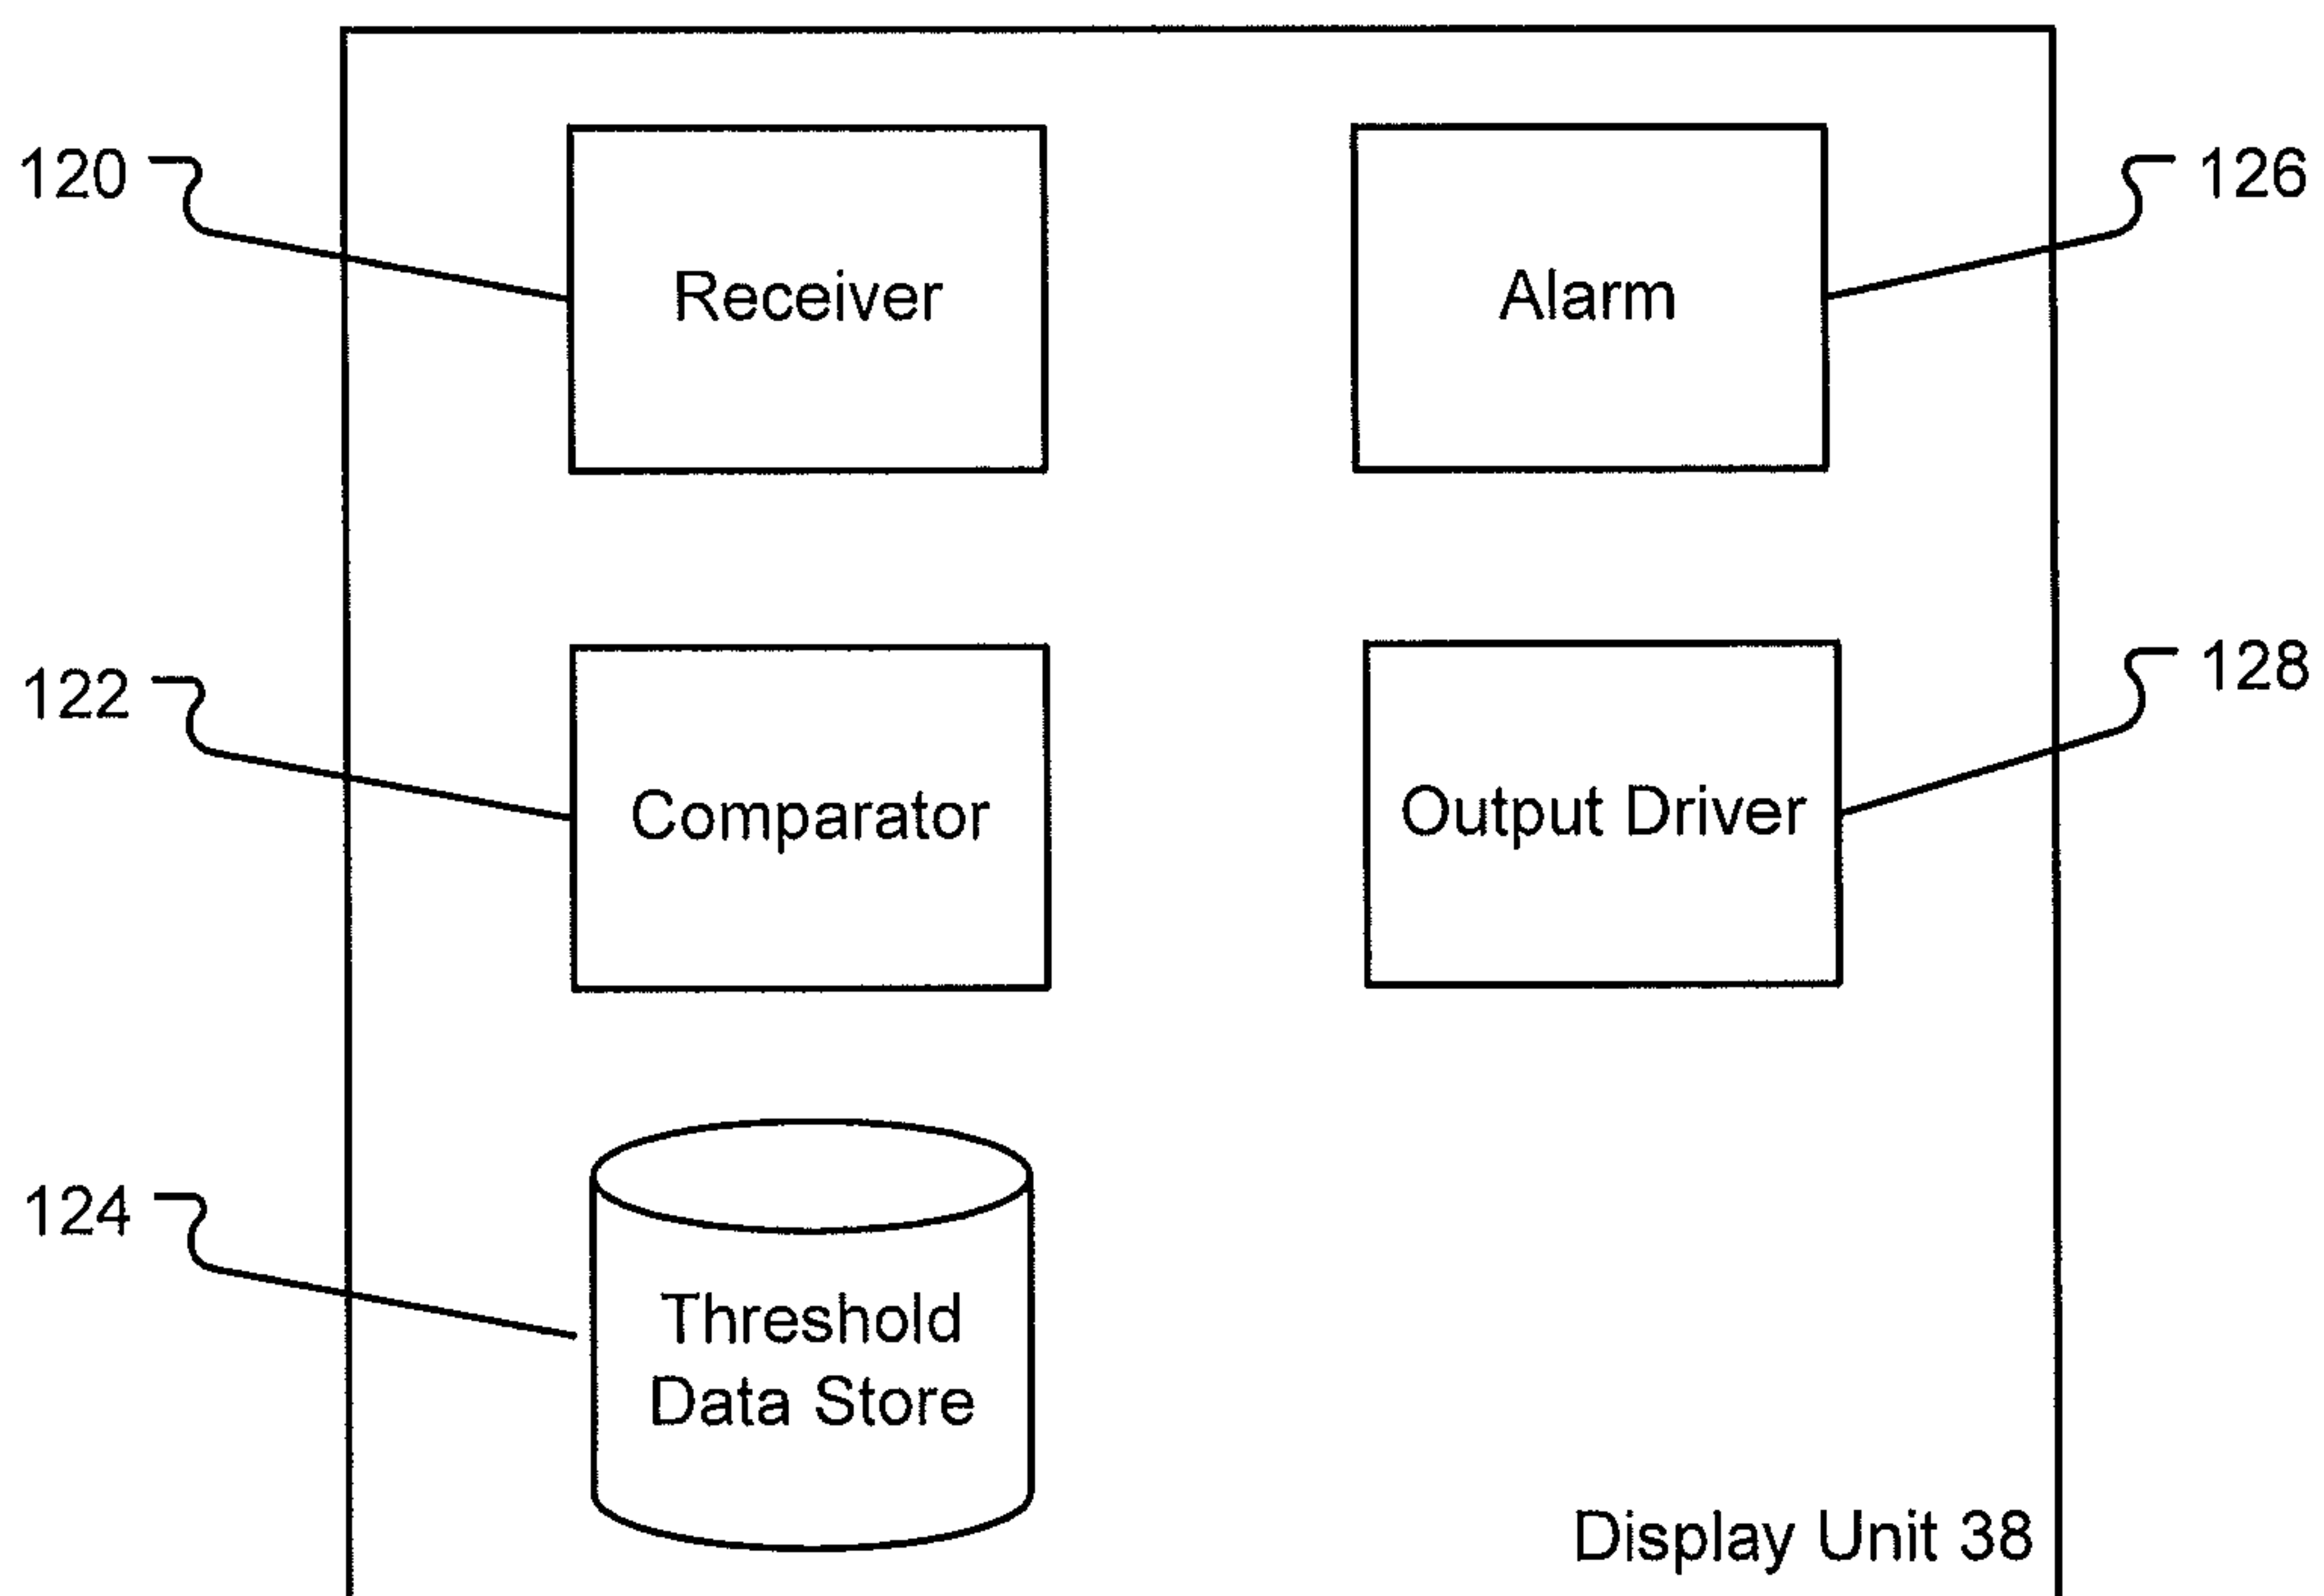 120
Receiver
Alarm
126
122
Comparator
Output Driver
128
124
Threshold
Data Store
Display Unit 38